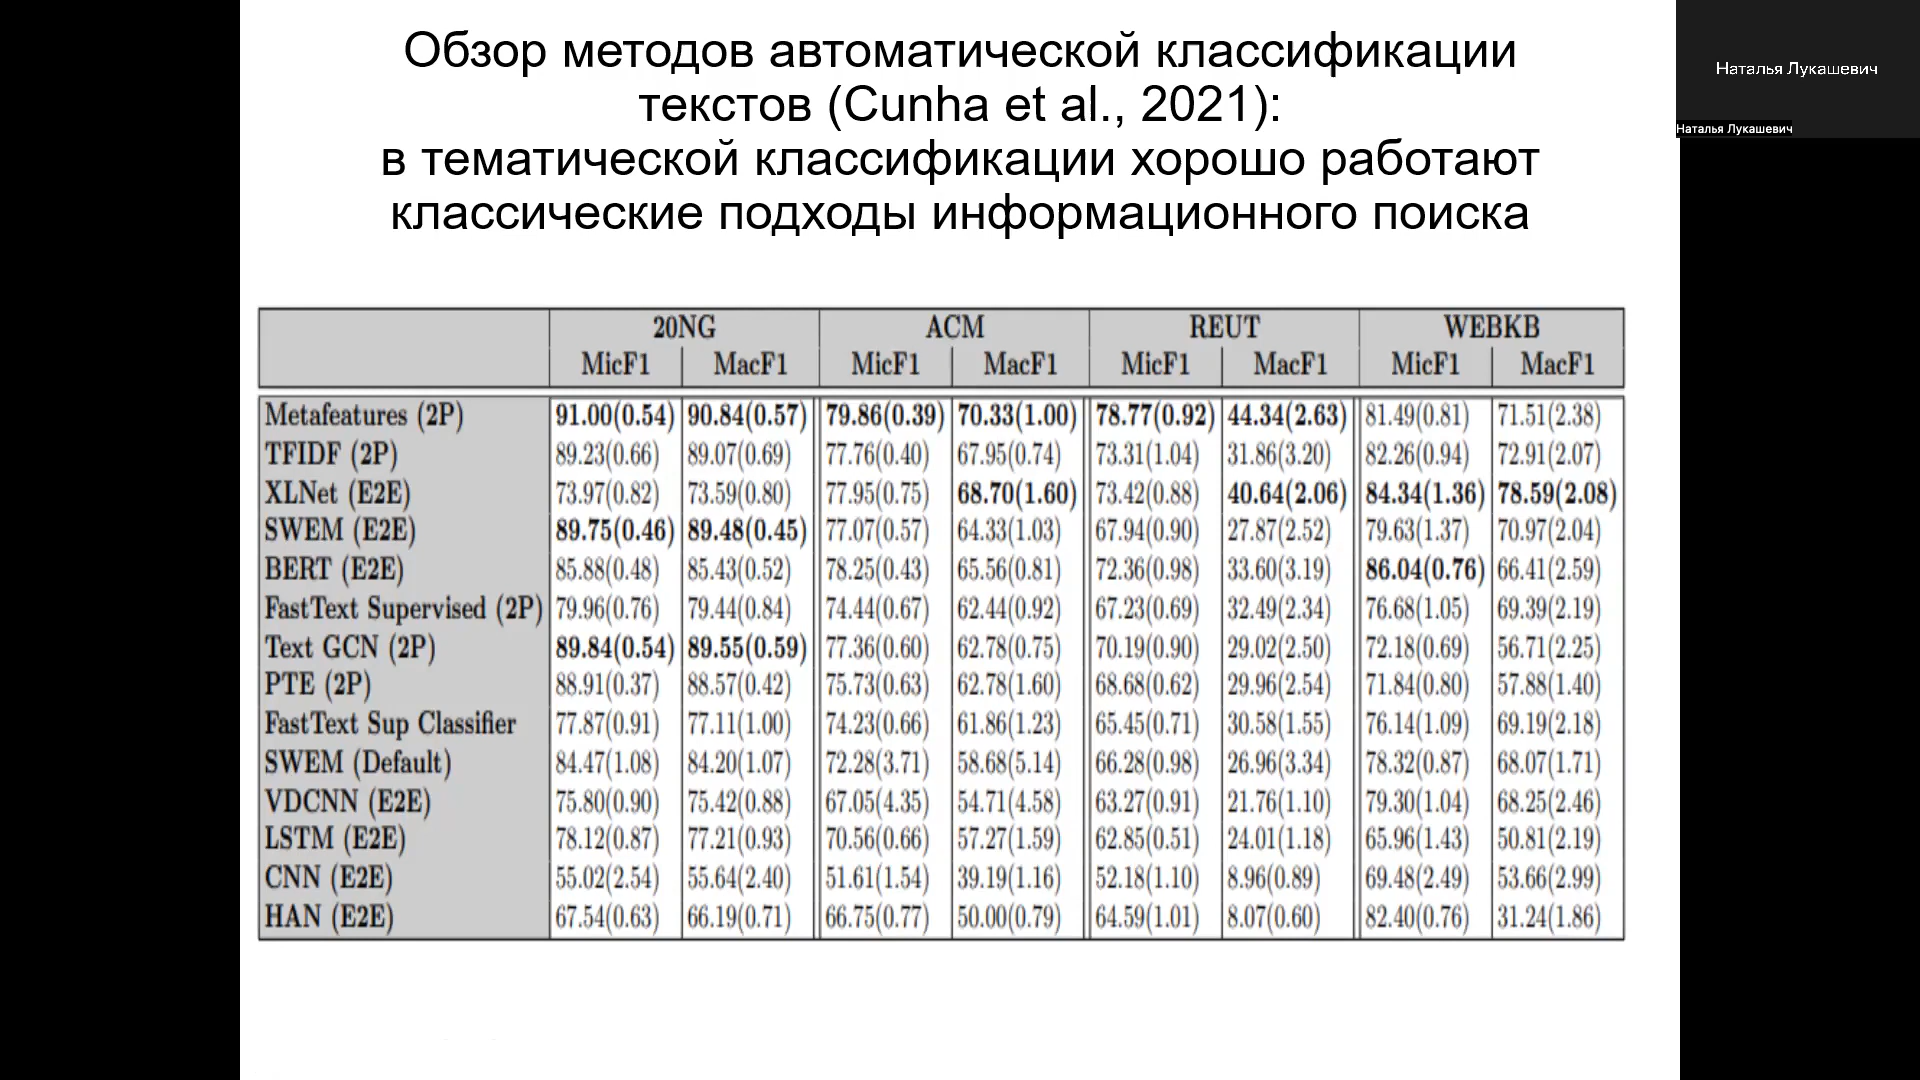 Обзор методов автоматической классификации
текстов (Cunha et al., 2021):
в тематической классификации хорошо работают
классические подходы информационного поиска
Наталья Лукашевич
Наталья Лукашевич
20NG ACM REUT WEBKB
MicF1 MacF1 MicF1 MacF1 MicF1 MacF1 MicF1 MacF1
Metafeatures (2P) 91.00(0.54) 90.84(0.57) 79.86(0.39) 70.33(1.00) 78.77(0.92) 44.34(2.63) 81.49(0.81) 71.51(2.38)
TFIDF (2P) 89.23(0.66) 89.07(0.69) 77.76(0.40) 67.95(0.74) 73.31(1.04) 31.86(3.20) 82.26(0.94) 72.91(2.07)
XLNet (E2E) 73.97(0.82) 73.59(0.80) 77.95(0.75) 68.70(1.60) 73.42(0.88) 40.64(2.06) 84.34(1.36) 78.59(2.08)
SWEM (E2E) 89.75(0.46) 89.48(0.45) 77.07(0.57) 64.33(1.03) 67.94(0.90) 27.87(2.52) 79.63(1.37) 70.97(2.04)
BERT (E2E) 85.88(0.48) 85.43(0.52) 78.25(0.43) 65.56(0.81) 72.36(0.98) 33.60(3.19) 86.04(0.76) 66.41(2.59)
FastText Supervised (2P) 79.96(0.76) 79.44(0.84) 74.44(0.67) 62.44(0.92) 67.23(0.69) 32.49(2.34) 76.68(1.05) 69.39(2.19)
Text GCN (2P) 89.84(0.54) 89.55(0.59) 77.36(0.60) 62.78(0.75) 70.19(0.90) 29.02(2.50) 72.18(0.69) 56.71(2.25)
PTE (2P) 88.91(0.37) 88.57(0.42) 75.73(0.63) 62.78(1.60) 68.68(0.62) 29.96(2.54) 71.84(0.80) 57.88(1.40)
FastText Sup Classifier 77.87(0.91) 77.11(1.00) 74.23(0.66) 61.86(1.23) 65.45(0.71) 30.58(1.55) 76.14(1.09) 69.19(2.18)
SWEM (Default) 84.47(1.08) 84.20(1.07) 72.28(3.71) 58.68(5.14) 66.28(0.98) 26.96(3.34) 78.32(0.87) 68.07(1.71)
VDCNN (E2E) 75.80(0.90) 75.42(0.88) 67.05(4.35) 54.71(4.58) 63.27(0.91) 21.76(1.10) 79.30(1.04) 68.25(2.46)
LSTM (E2E) 78.12(0.87) 77.21(0.93) 70.56(0.66) 57.27(1.59) 62.85(0.51) 24.01(1.18) 65.96(1.43) 50.81(2.19)
CNN (E2E) 55.02(2.54) 55.64(2.40) 51.61(1.54) 39.19(1.16) 52.18(1.10) 8.96(0.89) 69.48(2.49) 53.66(2.99)
HAN (E2E) 67.54(0.63) 66.19(0.71) 66.75(0.77) 50.00(0.79) 64.59(1.01) 8.07(0.60) 82.40(0.76) 31.24(1.86)